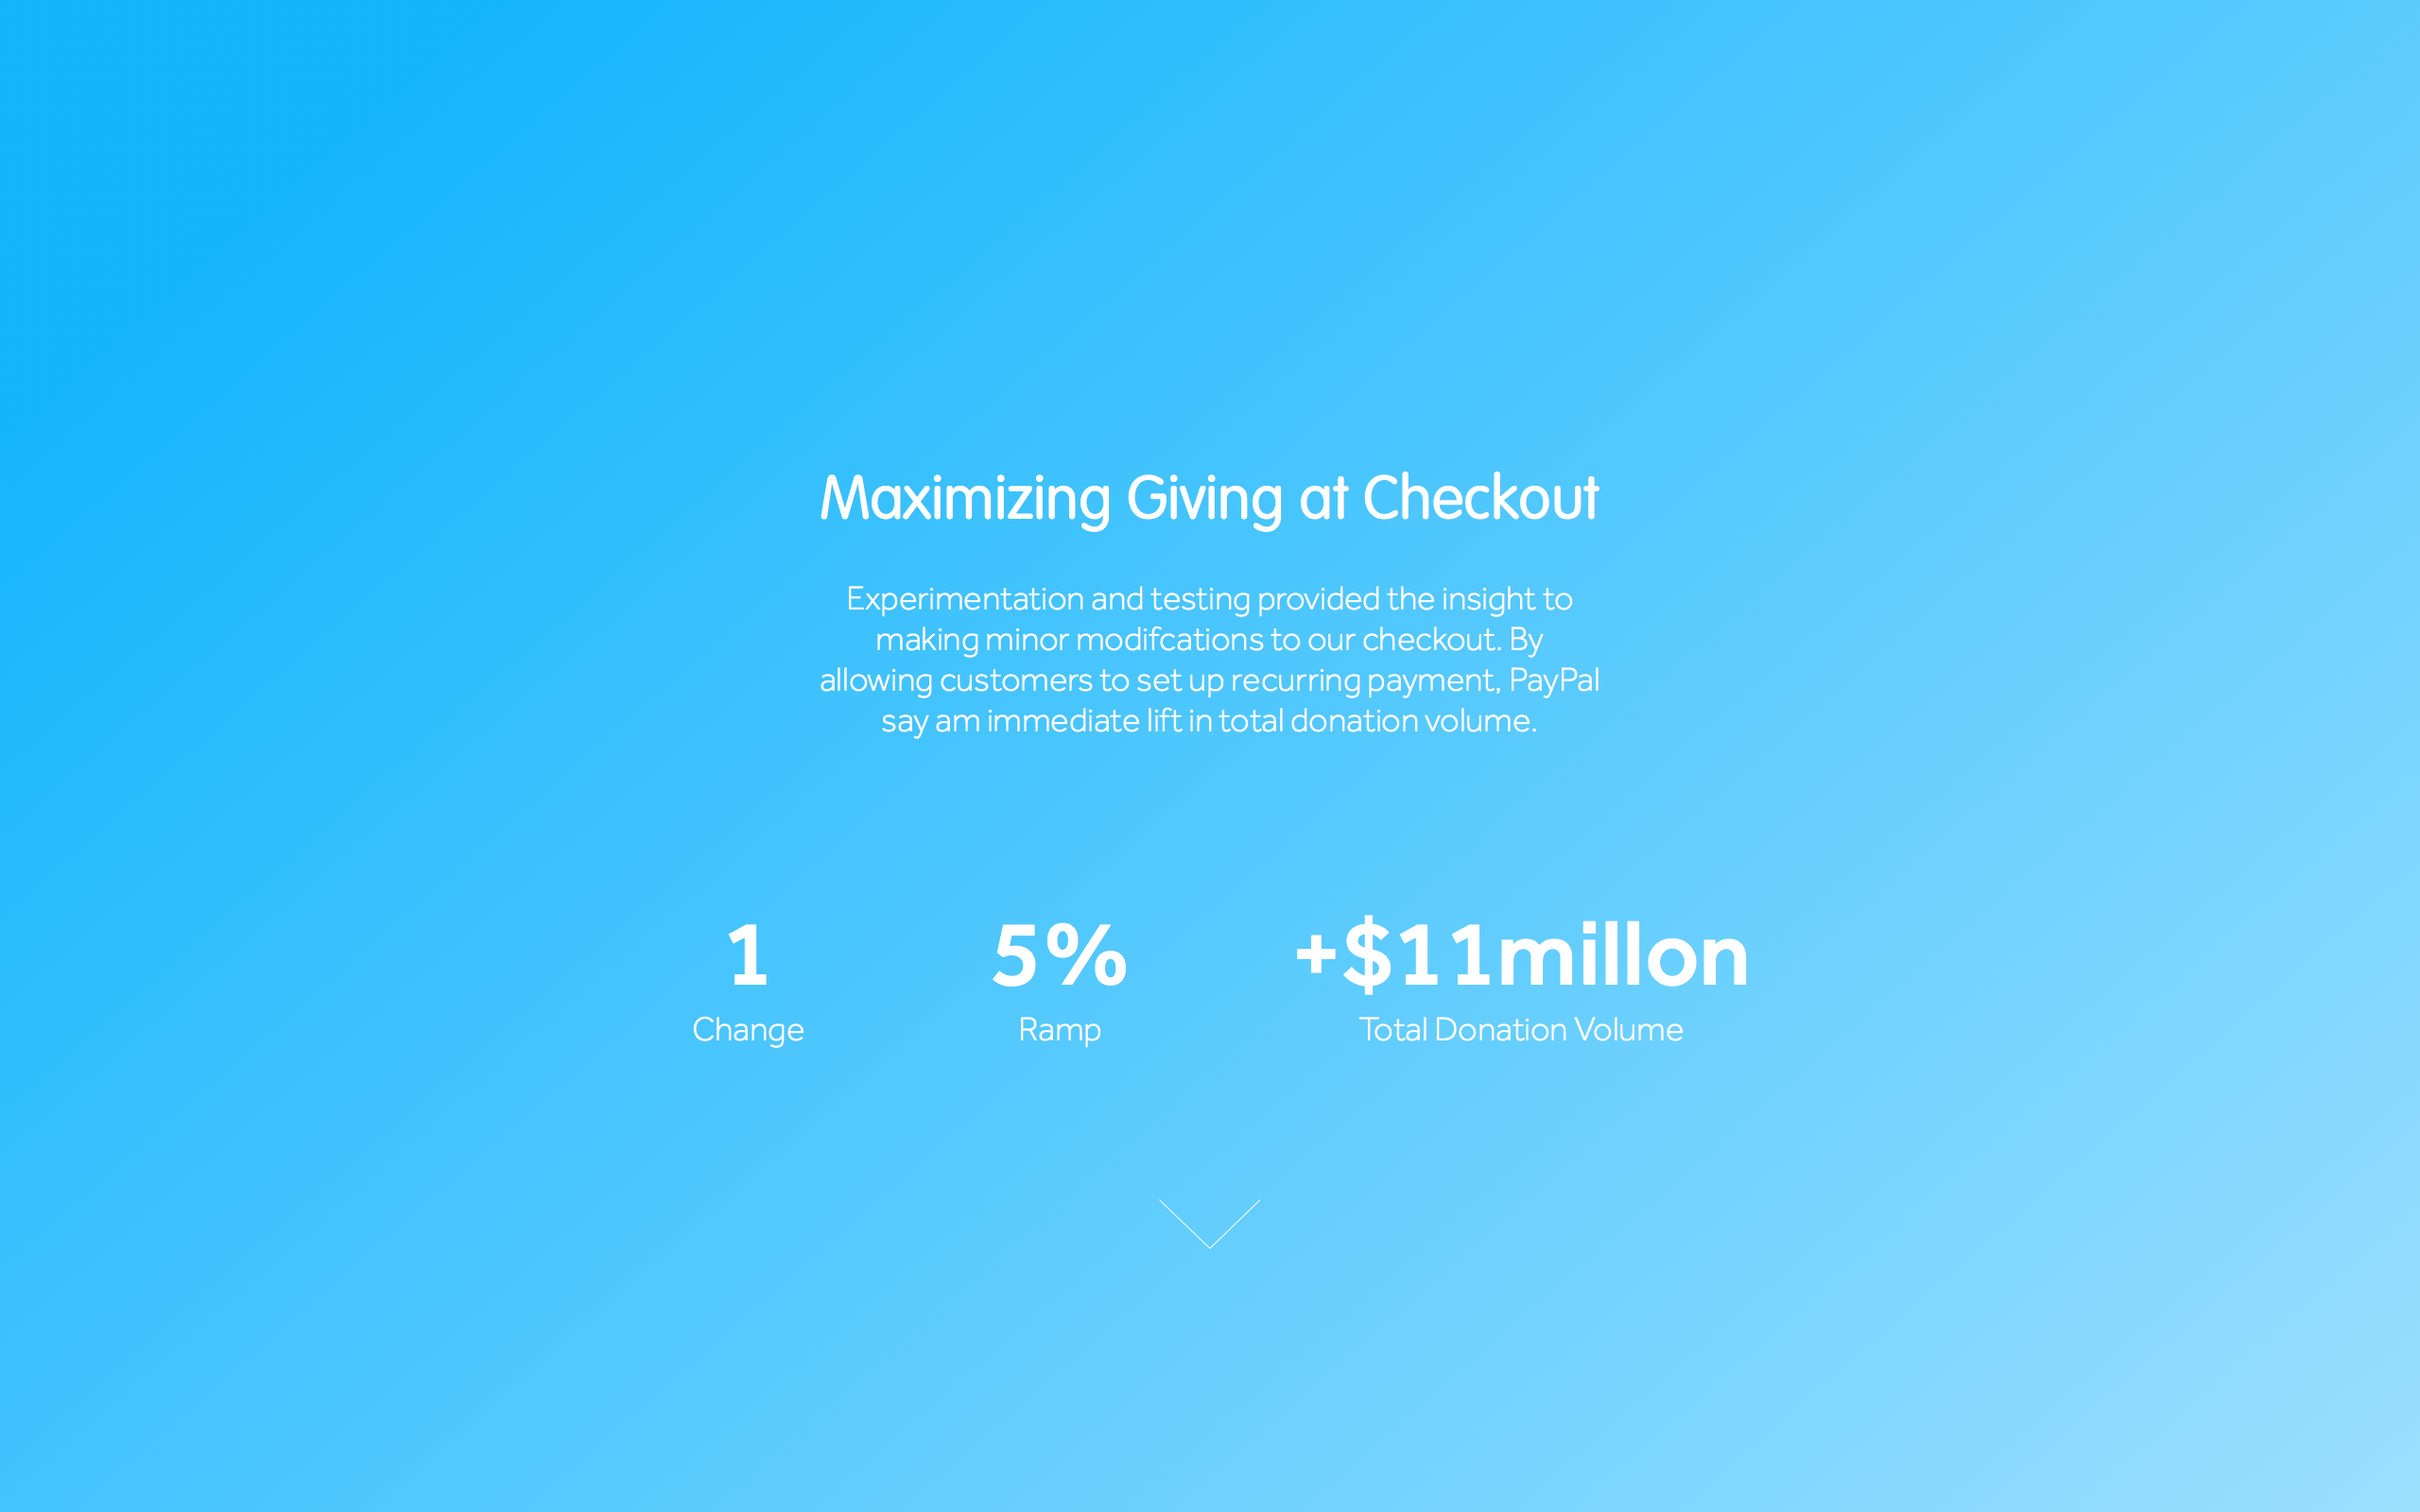 Maximizing Giving at Checkout
Experimentation and testing provided the insight to
making minor modifcations to our checkout. By
allowing customers to set up recurring payment, PayPal
say am immediate lift in total donation volume.
1
Change
5%
Ramp
+$11millon
Total Donation Volume